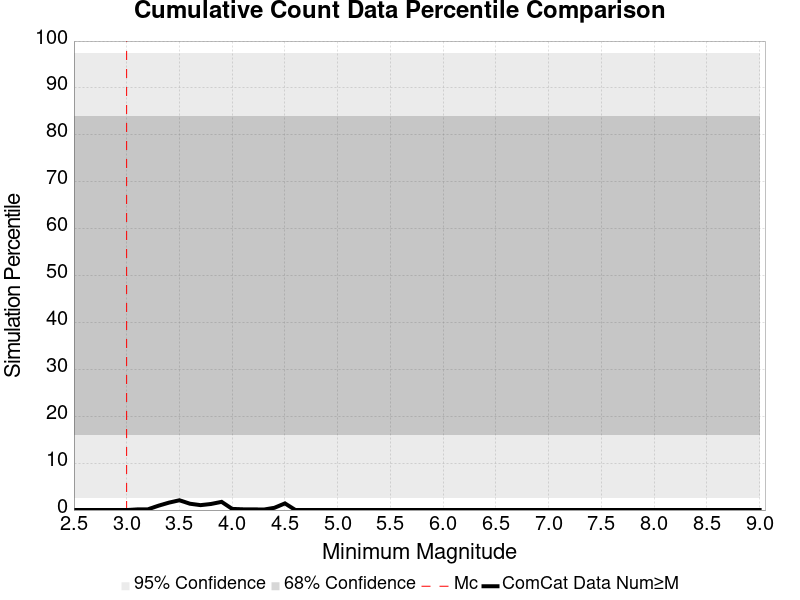 Cumulative Count Data Percentile Comparison
100
90
80
70
60
50
40
30
20
10
0
Simulation Percentile
2.5 3.0 3.5 4.0 4.5 5.0 5.5 6.0 6.5 7.0 7.5 8.0 8.5 9.0
Minimum Magnitude
95% Confidence 68% Confidence Mc ComCat Data Num≥M